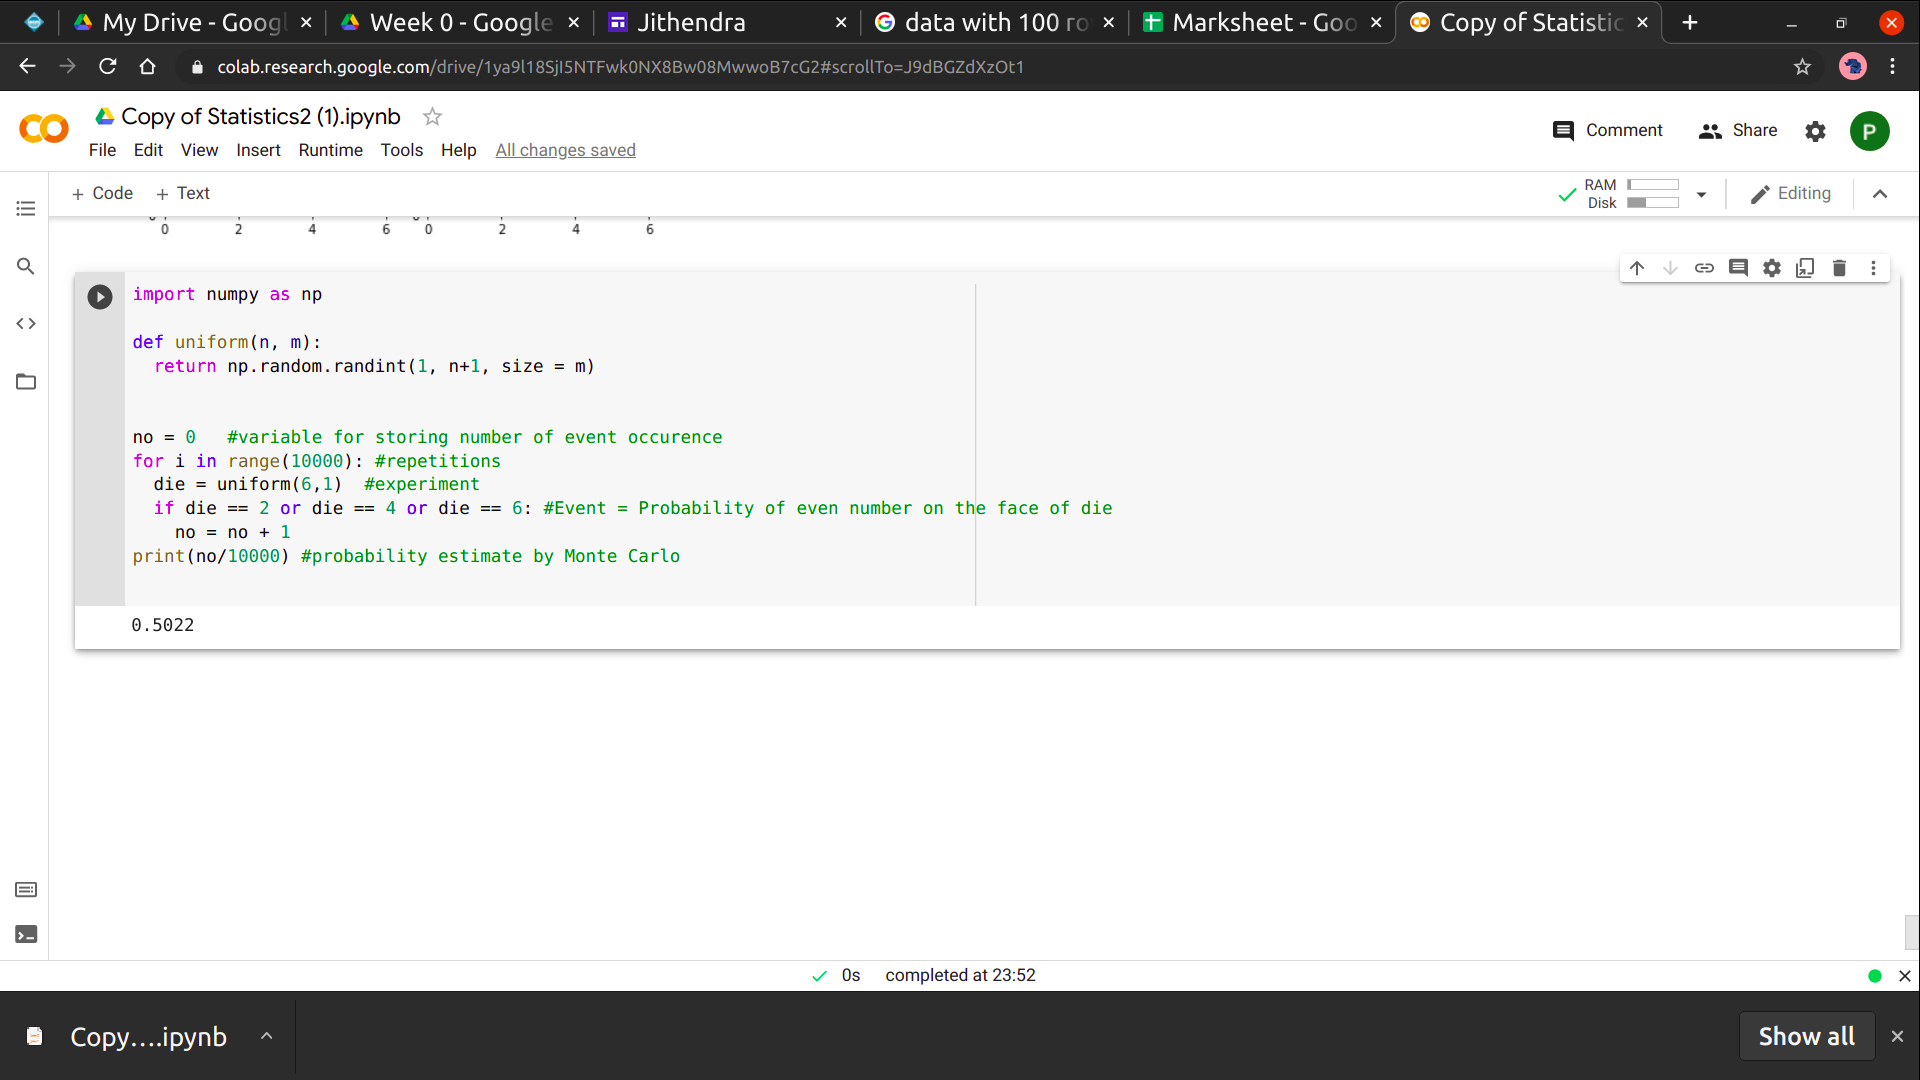 My Drive - Googl
Week 0 - Google
Jithendra
data with 100 ro
Marksheet - Goo
Copy of Statistic
colab.research.google.com/drive/1ya9l18SjI5NTFwk0NX8Bw08MwwoB7cG2#scrollTo=J9dBGZdXzOt1
Copy of Statistics2 (1).ipynb
Comment
Share
P
File Edit View Insert Runtime Tools Help All changes saved
+ Code + Text
RAM
Disk
Editing
0 2 4 6 0 2 4 6
import numpy as np
def uniform(n, m):
return np.random.randint(1, n+1, size = m)
no = 0 #variable for storing number of event occurence
for i in range(10000): #repetitions
die = uniform(6,1) #experiment
if die == 2 or die == 4 or die == 6: #Event = Probability of even number on the face of die
no = no + 1
print(no/10000) #probability estimate by Monte Carlo
0.5022
0s completed at 23:52
Copy....ipynb
Show all